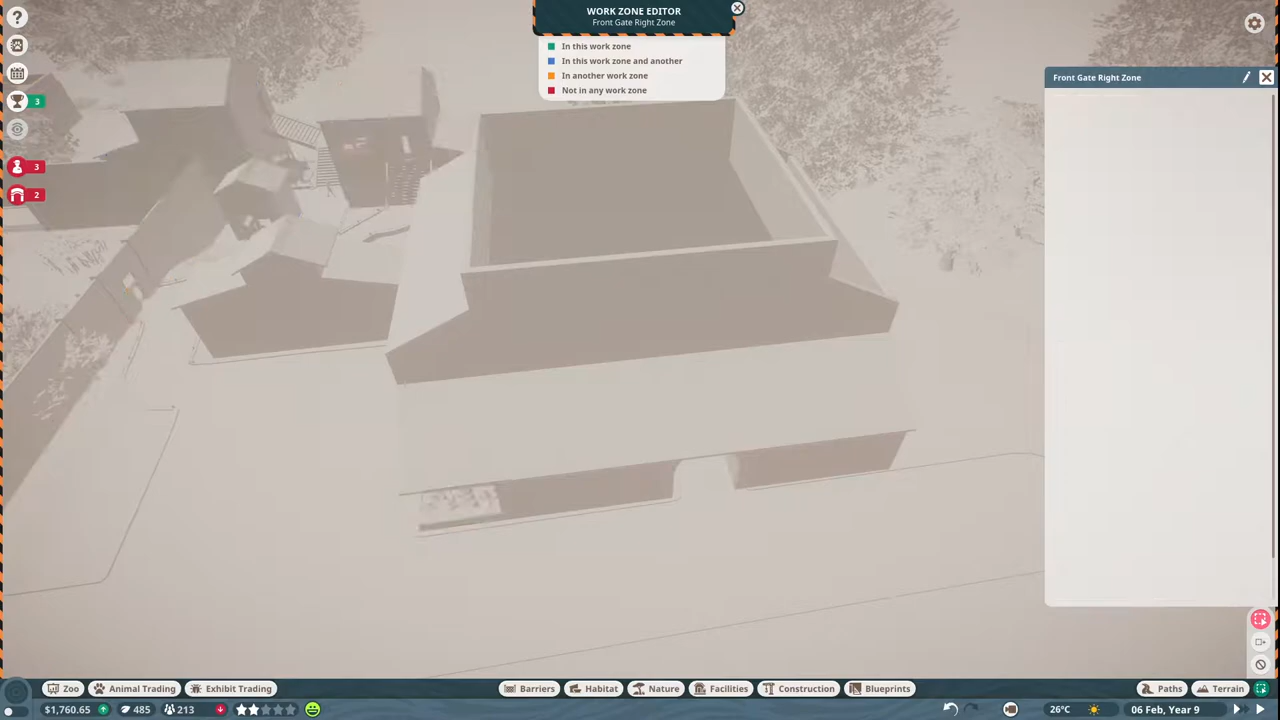 WORK ZONE EDITOR
Front Gate Right Zone
In this work zone
In this work zone and another
In another work zone
Not in any work zone
3
3
2
Front Gate Right Zone
Zoo
Animal Trading
Exhibit Trading
Barriers
Habitat
Nature
Facilities
Construction
Blueprints
Paths
Terrain
$1,760.65
485
213
26°C
06 Feb, Year 9